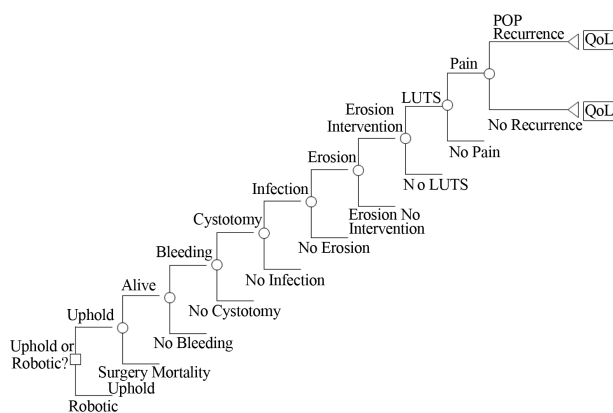 POP
Recurrence
QoL
Pain
LUTS
QoL
No Recurrence
Erosion
Intervention
No Pain
Erosion
No LUTS
Infection
Erosion No
Intervention
Cystotomy
No Erosion
Bleeding
No Infection
Alive
No Cystotomy
Uphold
No Bleeding
Uphold or
Robotic?
Surgery Mortality
Uphold
Robotic